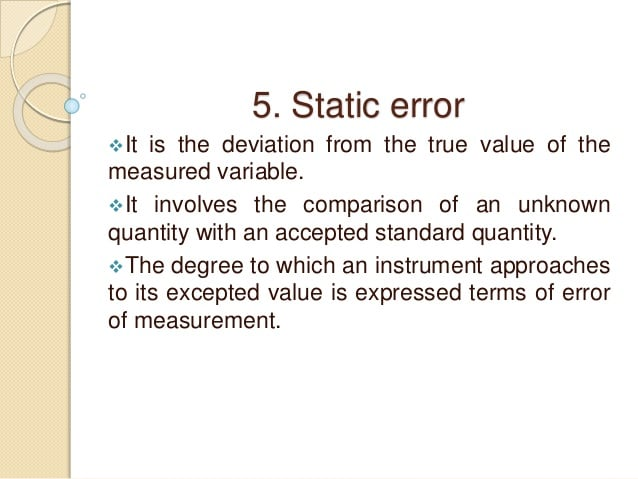 5. Static error
❖It is the deviation from the true value of the
measured variable.
❖It involves the comparison of an unknown
quantity with an accepted standard quantity.
❖The degree to which an instrument approaches
to its excepted value is expressed terms of error
of measurement.